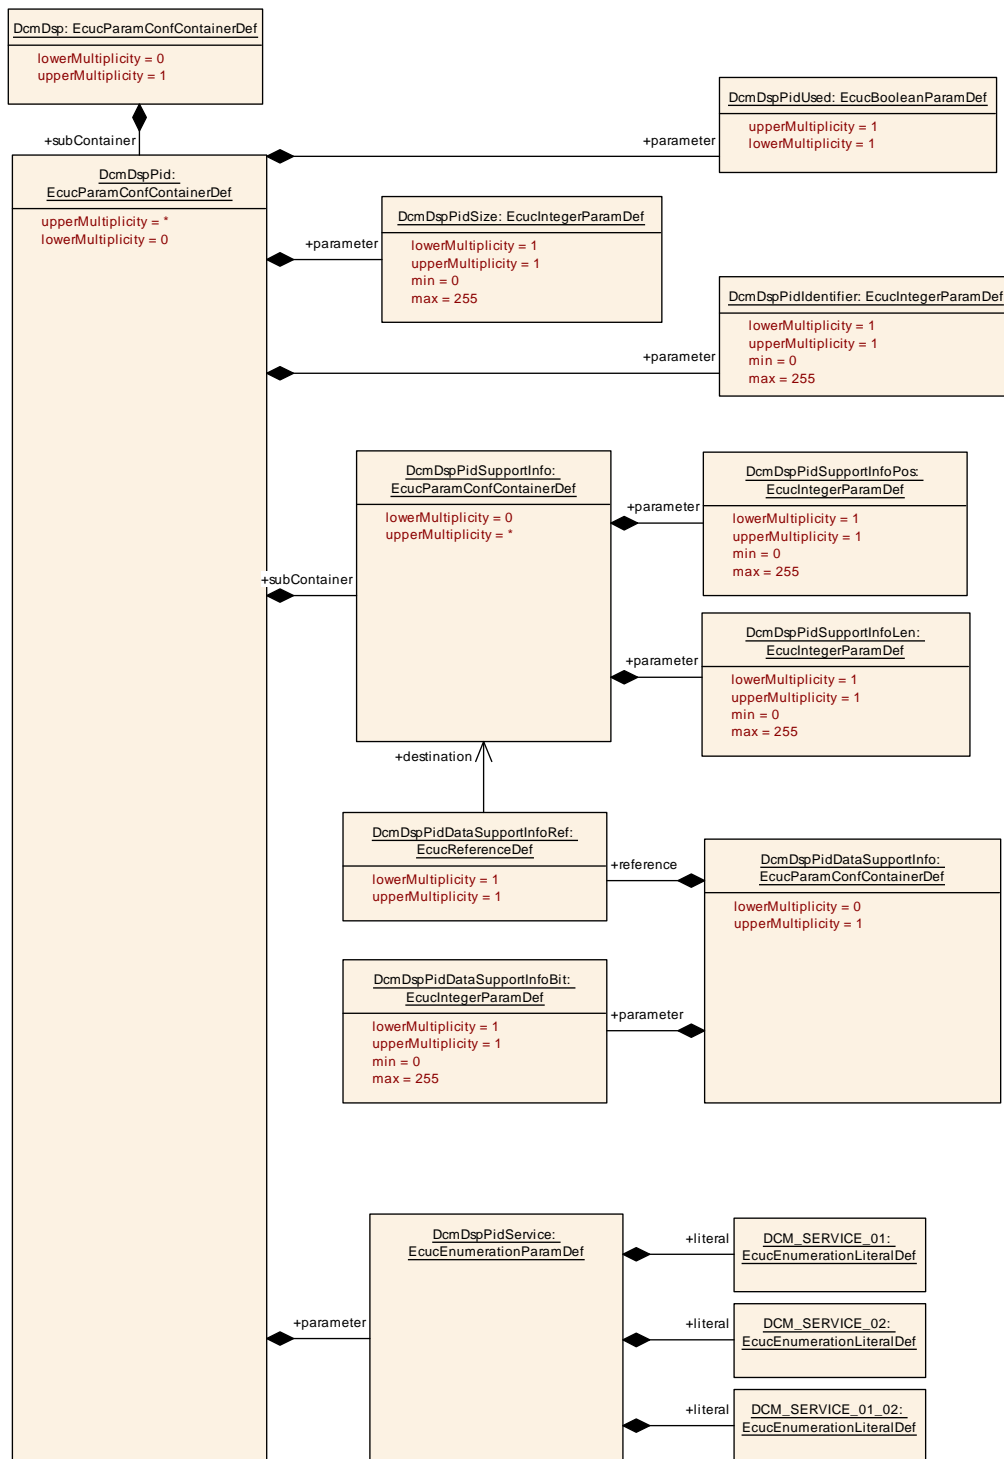 DcmDsp: EcucParamConfContainerDef
lowerMultiplicity = 0
upperMultiplicity = 1
+subContainer
DcmDspPid:
EcucParamConfContainerDef
upperMultiplicity = *
lowerMultiplicity = 0
+parameter
DcmDspPidUsed: EcucBooleanParamDef
upperMultiplicity = 1
lowerMultiplicity = 1
+parameter
DcmDspPidSize: EcucIntegerParamDef
lowerMultiplicity = 1
upperMultiplicity = 1
min = 0
max = 255
+parameter
DcmDspPidIdentifier: EcucIntegerParamDef
lowerMultiplicity = 1
upperMultiplicity = 1
min = 0
max = 255
+subContainer
DcmDspPidSupportInfo:
EcucParamConfContainerDef
lowerMultiplicity = 0
upperMultiplicity = *
+parameter
DcmDspPidSupportInfoPos:
EcucIntegerParamDef
lowerMultiplicity = 1
upperMultiplicity = 1
min = 0
max = 255
+parameter
DcmDspPidSupportInfoLen:
EcucIntegerParamDef
lowerMultiplicity = 1
upperMultiplicity = 1
min = 0
max = 255
+destination
DcmDspPidDataSupportInfoRef:
EcucReferenceDef
lowerMultiplicity = 1
upperMultiplicity = 1
+reference
DcmDspPidDataSupportInfo:
EcucParamConfContainerDef
lowerMultiplicity = 0
upperMultiplicity = 1
DcmDspPidDataSupportInfoBit:
EcucIntegerParamDef
lowerMultiplicity = 1
upperMultiplicity = 1
min = 0
max = 255
+parameter
+parameter
DcmDspPidService:
EcucEnumerationParamDef
+literal
DCM_SERVICE_01:
EcucEnumerationLiteralDef
+literal
DCM_SERVICE_02:
EcucEnumerationLiteralDef
+literal
DCM_SERVICE_01_02:
EcucEnumerationLiteralDef